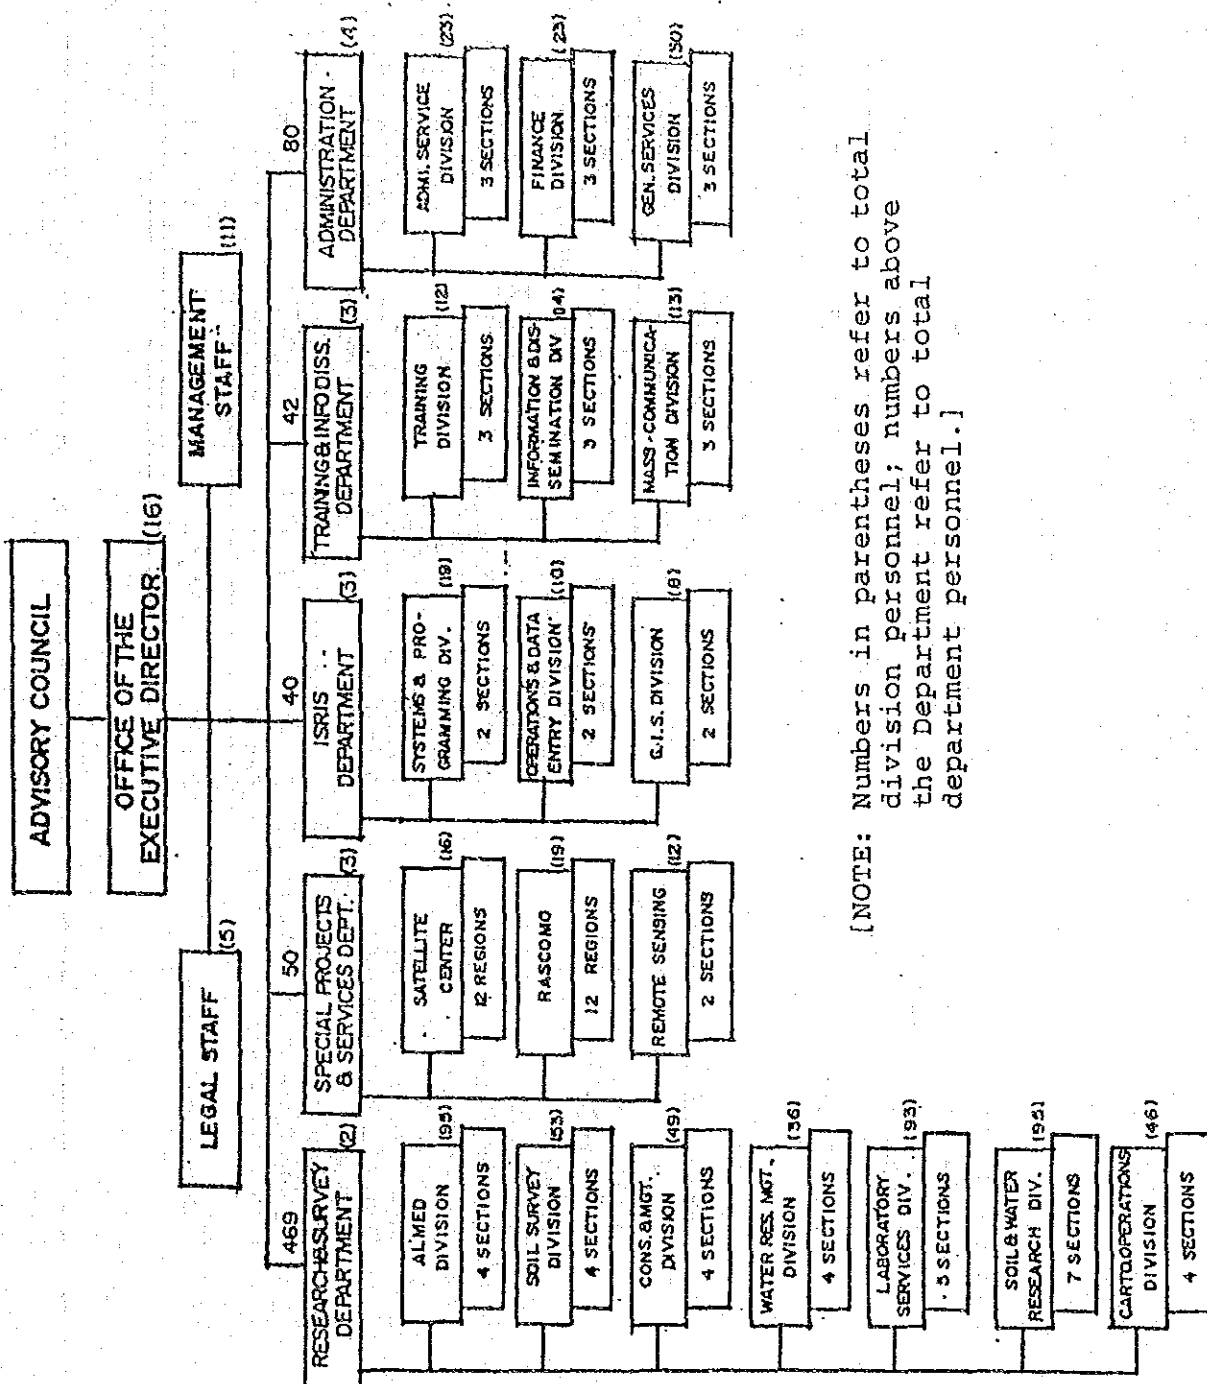 ADVISORY COUNCIL
OFFICE OF THE
EXECUTIVE DIRECTOR. (16)
LEGAL STAFF
(5)
MANAGEMENT
STAFF
(11)
469
RESEARCH&SURVEY
DEPARTMENT
(2)
ALMED
DIVISION
(95)
4 SECTIONS
SOIL SURVEY
DIVISION
(53)
4 SECTIONS
CONS.&MGT.
DIVISION
(49)
4 SECTIONS
WATER RES. MGT.
DIVISION
(36)
4 SECTIONS
LABORATORY
SERVICES DIV.
(93)
SECTIONS
SOIL & WATER
RESEARCH DIV.
(95)
7 SECTIONS
CARTO.OPERATIONS
DIVISION
(46)
4 SECTIONS
50
SPECIAL PROJECTS
& SERVICES DEPT.
(3)
SATELLITE
CENTER
(16)
12 REGIONS
RASCOMO
(19)
12 REGIONS
REMOTE SENSING
(12)
2 SECTIONS
40
ISRIS
DEPARTMENT
(3)
SYSTEMS & PRO-
GRAMMING DIV.
(19)
2 SECTIONS
OPERATIONS & DATA
ENTRY DIVISION
(10)
2 SECTIONS
G.I.S. DIVISION
(8)
2 SECTIONS
42
TRAINING & INFO DISS.
DEPARTMENT
(3)
TRAINING
DIVISION
(12)
3 SECTIONS
INFORMATION & DIS-
SEMINATION DIV
(14)
3 SECTIONS
MASS-COMMUNICA-
TION DIVISION
(13)
3 SECTIONS
80
ADMINISTRATION
DEPARTMENT
(4)
ADMI. SERVICE
DIVISION
(23)
3 SECTIONS
FINANCE
DIVISION
(23)
3 SECTIONS
GEN. SERVICES
DIVISION
(30)
3 SECTIONS
[NOTE: Numbers in parentheses refer to total
division personnel; numbers above
the Department refer to total
department personnel.]